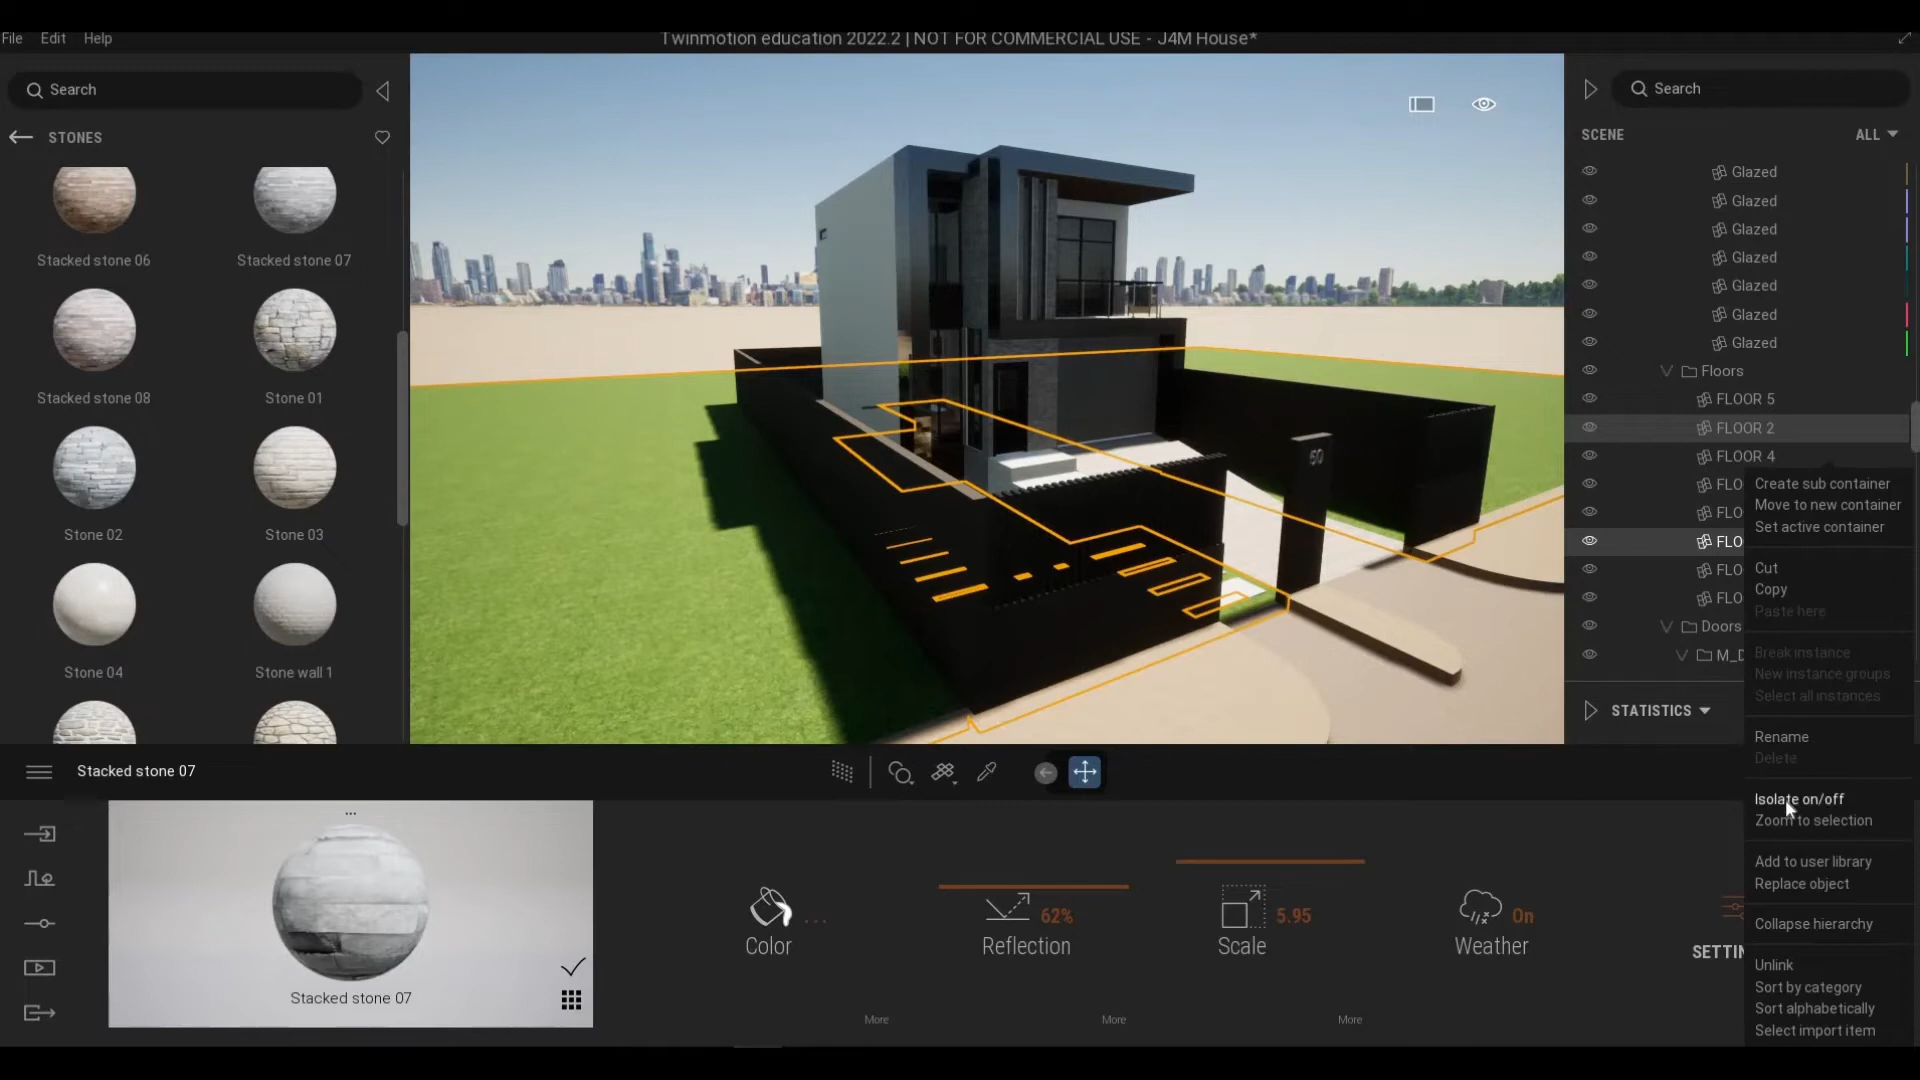 File Edit Help
Twinmotion education 2022.2 | NOT FOR COMMERCIAL USE - J4M House*
Search
STONES
Stacked stone 06
Stacked stone 07
Stacked stone 08
Stone 01
Stone 02
Stone 03
Stone 04
Stone wall 1
60
Search
SCENE
ALL
Glazed
Glazed
Glazed
Glazed
Glazed
Glazed
Glazed
Floors
FLOOR 5
FLOOR 2
FLOOR 4
FLO
FLO
FLO
FLO
FLO
Doors
M_D
STATISTICS
Create sub container
Move to new container
Set active container
Cut
Copy
Paste here
Break instance
New instance groups
Select all instances
Rename
Delete
Isolate on/off
Zoom to selection
Add to user library
Replace object
Collapse hierarchy
Unlink
Sort by category
Sort alphabetically
Select import item
Stacked stone 07
...
Stacked stone 07
...
Color
More
62%
Reflection
More
5.95
Scale
More
On
Weather
SETTIN